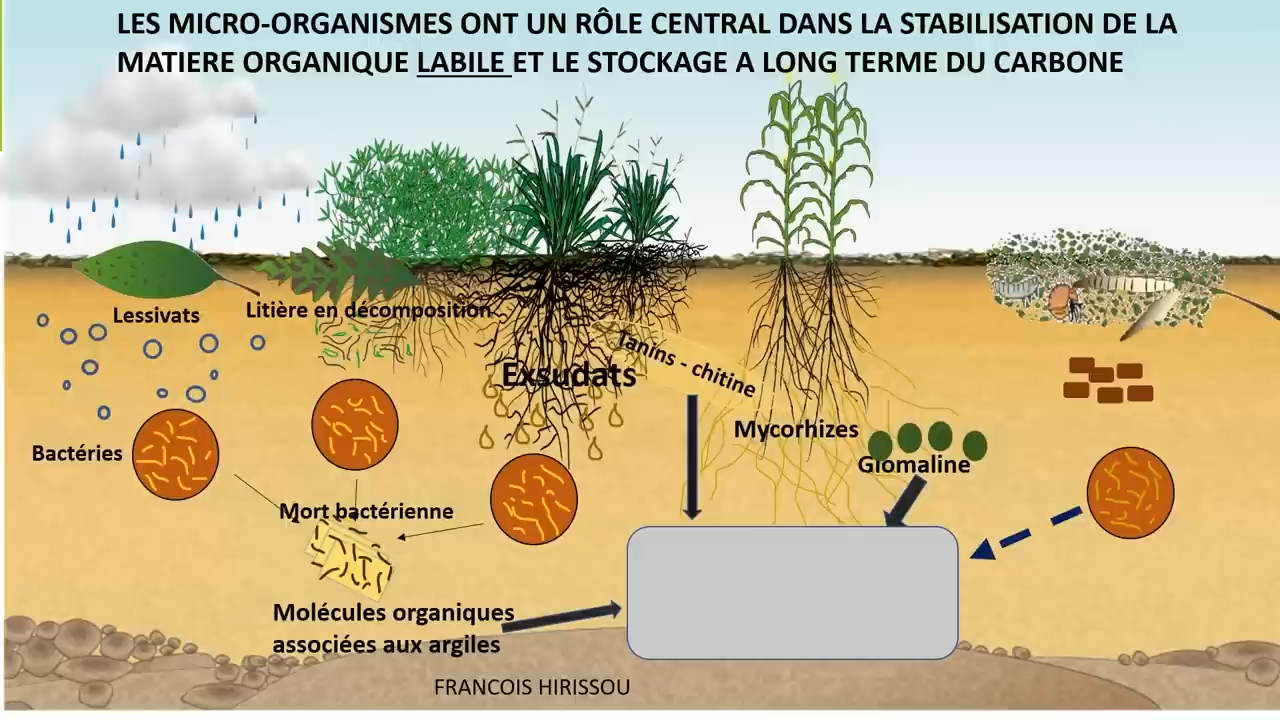 LES MICRO-ORGANISMES ONT UN RÔLE CENTRAL DANS LA STABILISATION DE LA
MATIERE ORGANIQUE LABILE ET LE STOCKAGE A LONG TERME DU CARBONE
Lessivats
Litière en décomposition
Tanins - chitine
Exsudats
Mycorhizes
Bactéries
Glomaline
Mort bactérienne
Molécules organiques
associées aux argiles
FRANCOIS HIRISSOU